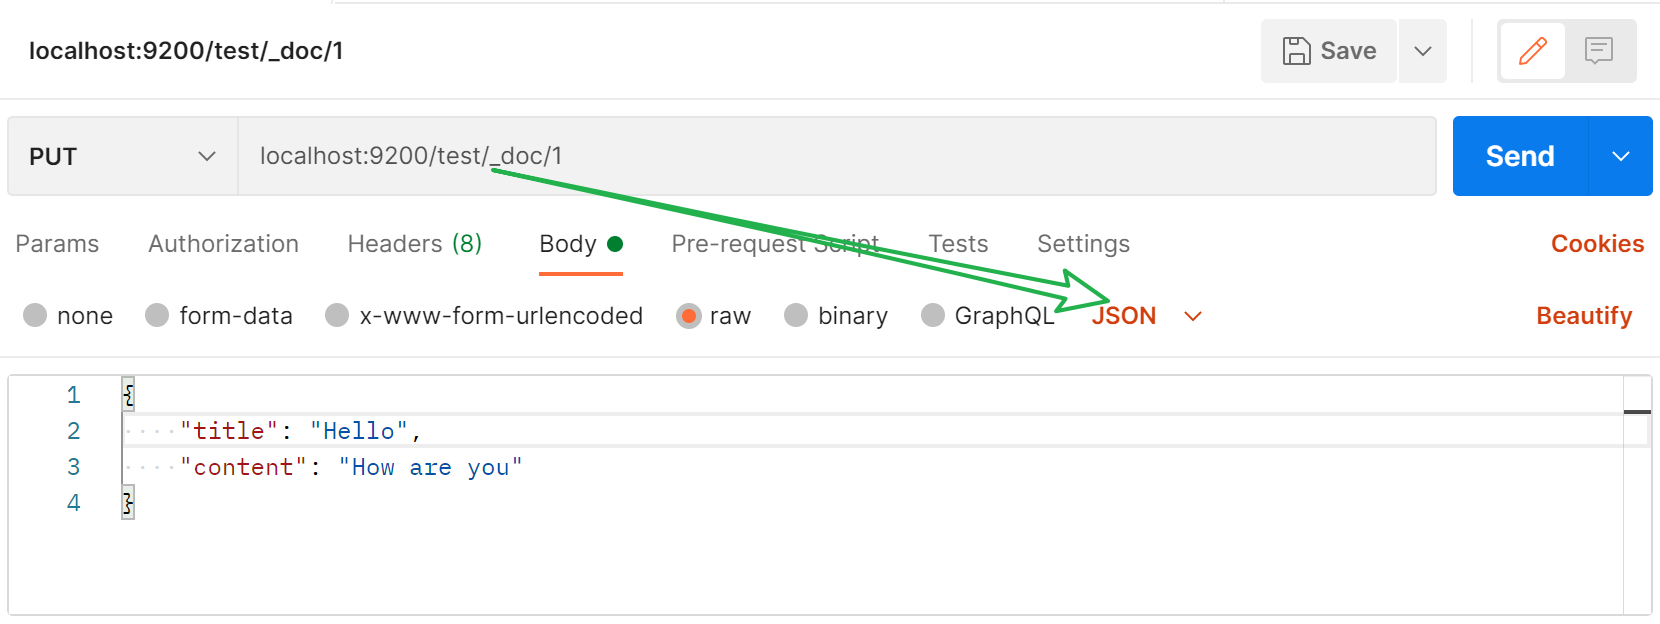 localhost:9200/test/_doc/1 Save
PUT localhost:9200/test/_doc/1 Send
Params Authorization Headers (8) Body Pre-request Script Tests Settings Cookies
none form-data x-www-form-urlencoded raw binary GraphQL JSON Beautify
1 {
2 "title": "Hello",
3 "content": "How are you"
4 }